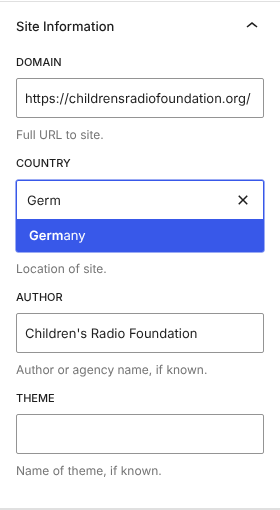 Site Information
DOMAIN
https://childrensradiofoundation.org/
Full URL to site.
COUNTRY
Germ
Germany
Location of site.
AUTHOR
Children's Radio Foundation
Author or agency name, if known.
THEME
Name of theme, if known.